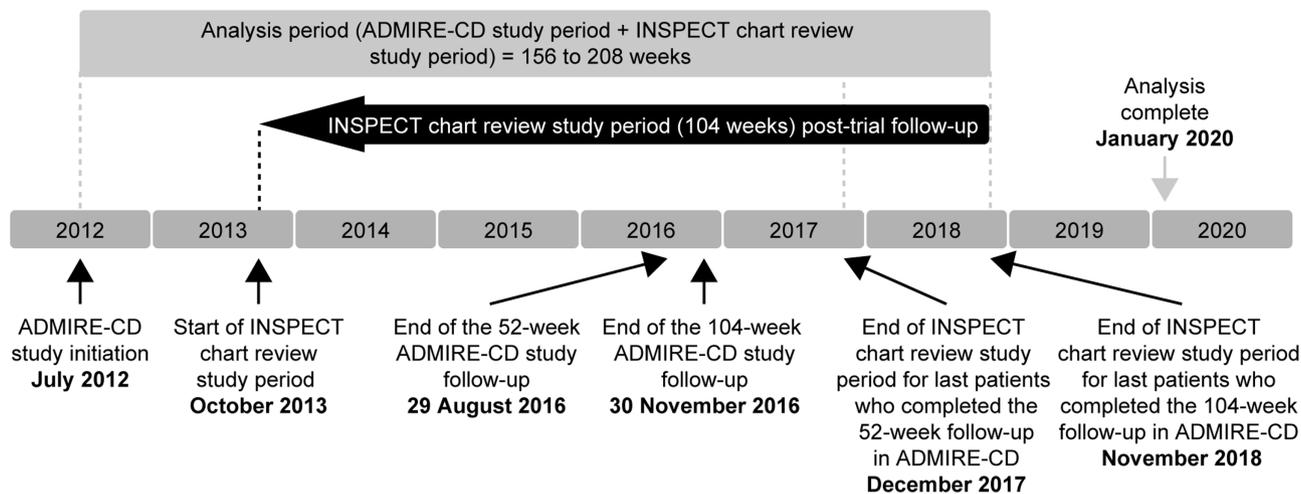 Analysis period (ADMIRE-CD study period + INSPECT chart review
study period) = 156 to 208 weeks
INSPECT chart review study period (104 weeks) post-trial follow-up
Analysis
complete
January 2020
2012
2013
2014
2015
2016
2017
2018
2019
2020
ADMIRE-CD
study initiation
July 2012
Start of INSPECT
chart review
study period
October 2013
End of the 52-week
ADMIRE-CD study
follow-up
29 August 2016
End of the 104-week
ADMIRE-CD study
follow-up
30 November 2016
End of INSPECT
chart review study
period for last patients
who completed the
52-week follow-up
in ADMIRE-CD
December 2017
End of INSPECT
chart review study period
for last patients who
completed the 104-week
follow-up in ADMIRE-CD
November 2018